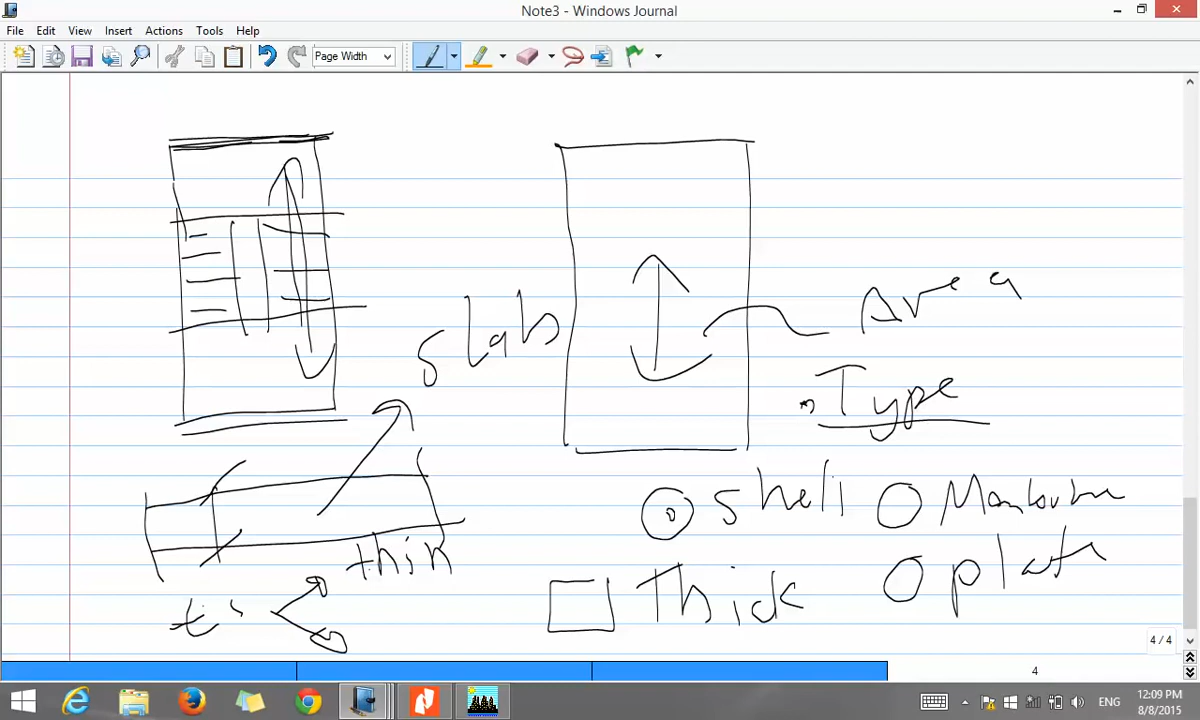 Note3 - Windows Journal
File Edit View Insert Actions Tools Help
Page Width
Area
slabs
Type
Shell
Membrane
thin
t
Thick
plate
4/4
4
ENG
12:09 PM
8/8/2015